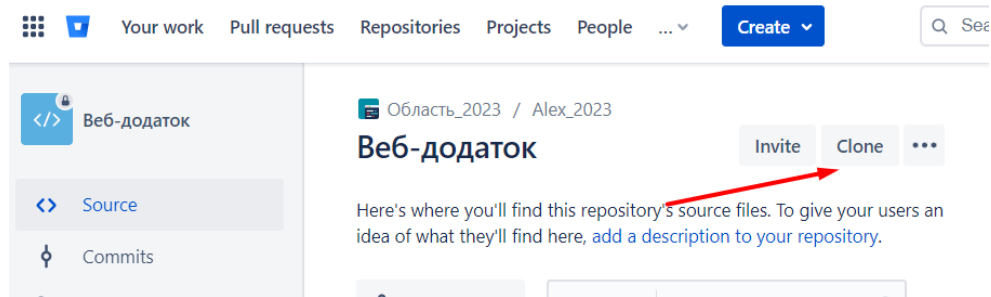 Your work Pull requests Repositories Projects People ... Create
Веб-додаток
Область_2023 / Alex_2023
Веб-додаток
Invite Clone •••
Source
Here's where you'll find this repository's source files. To give your users an
idea of what they'll find here, add a description to your repository.
Commits